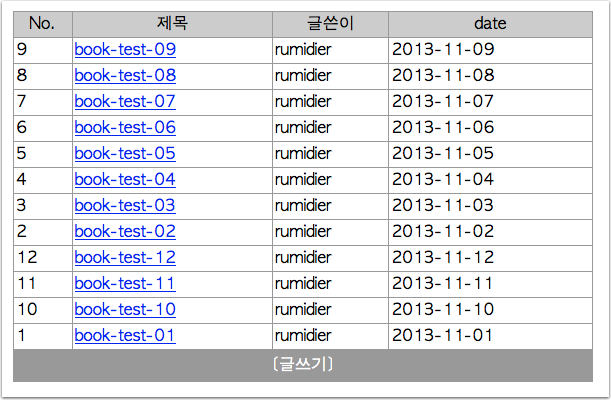 No. 제목 글쓴이 date
9 book-test-09 rumidier 2013-11-09
8 book-test-08 rumidier 2013-11-08
7 book-test-07 rumidier 2013-11-07
6 book-test-06 rumidier 2013-11-06
5 book-test-05 rumidier 2013-11-05
4 book-test-04 rumidier 2013-11-04
3 book-test-03 rumidier 2013-11-03
2 book-test-02 rumidier 2013-11-02
12 book-test-12 rumidier 2013-11-12
11 book-test-11 rumidier 2013-11-11
10 book-test-10 rumidier 2013-11-10
1 book-test-01 rumidier 2013-11-01
[글쓰기]